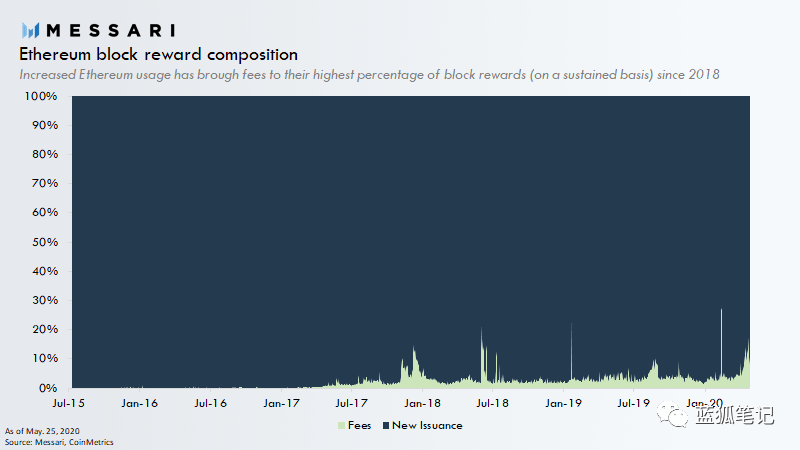 MESSARI
Ethereum block reward composition
Increased Ethereum usage has brough fees to their highest percentage of block rewards (on a sustained basis) since 2018
100%
90%
80%
70%
60%
50%
40%
30%
20%
10%
0%
Jul-15 Jan-16 Jul-16 Jan-17 Jul-17 Jan-18 Jul-18 Jan-19 Jul-19 Jan-20
Fees New Issuance
蓝狐笔记
As of May. 25, 2020
Source: Messari, CoinMetrics